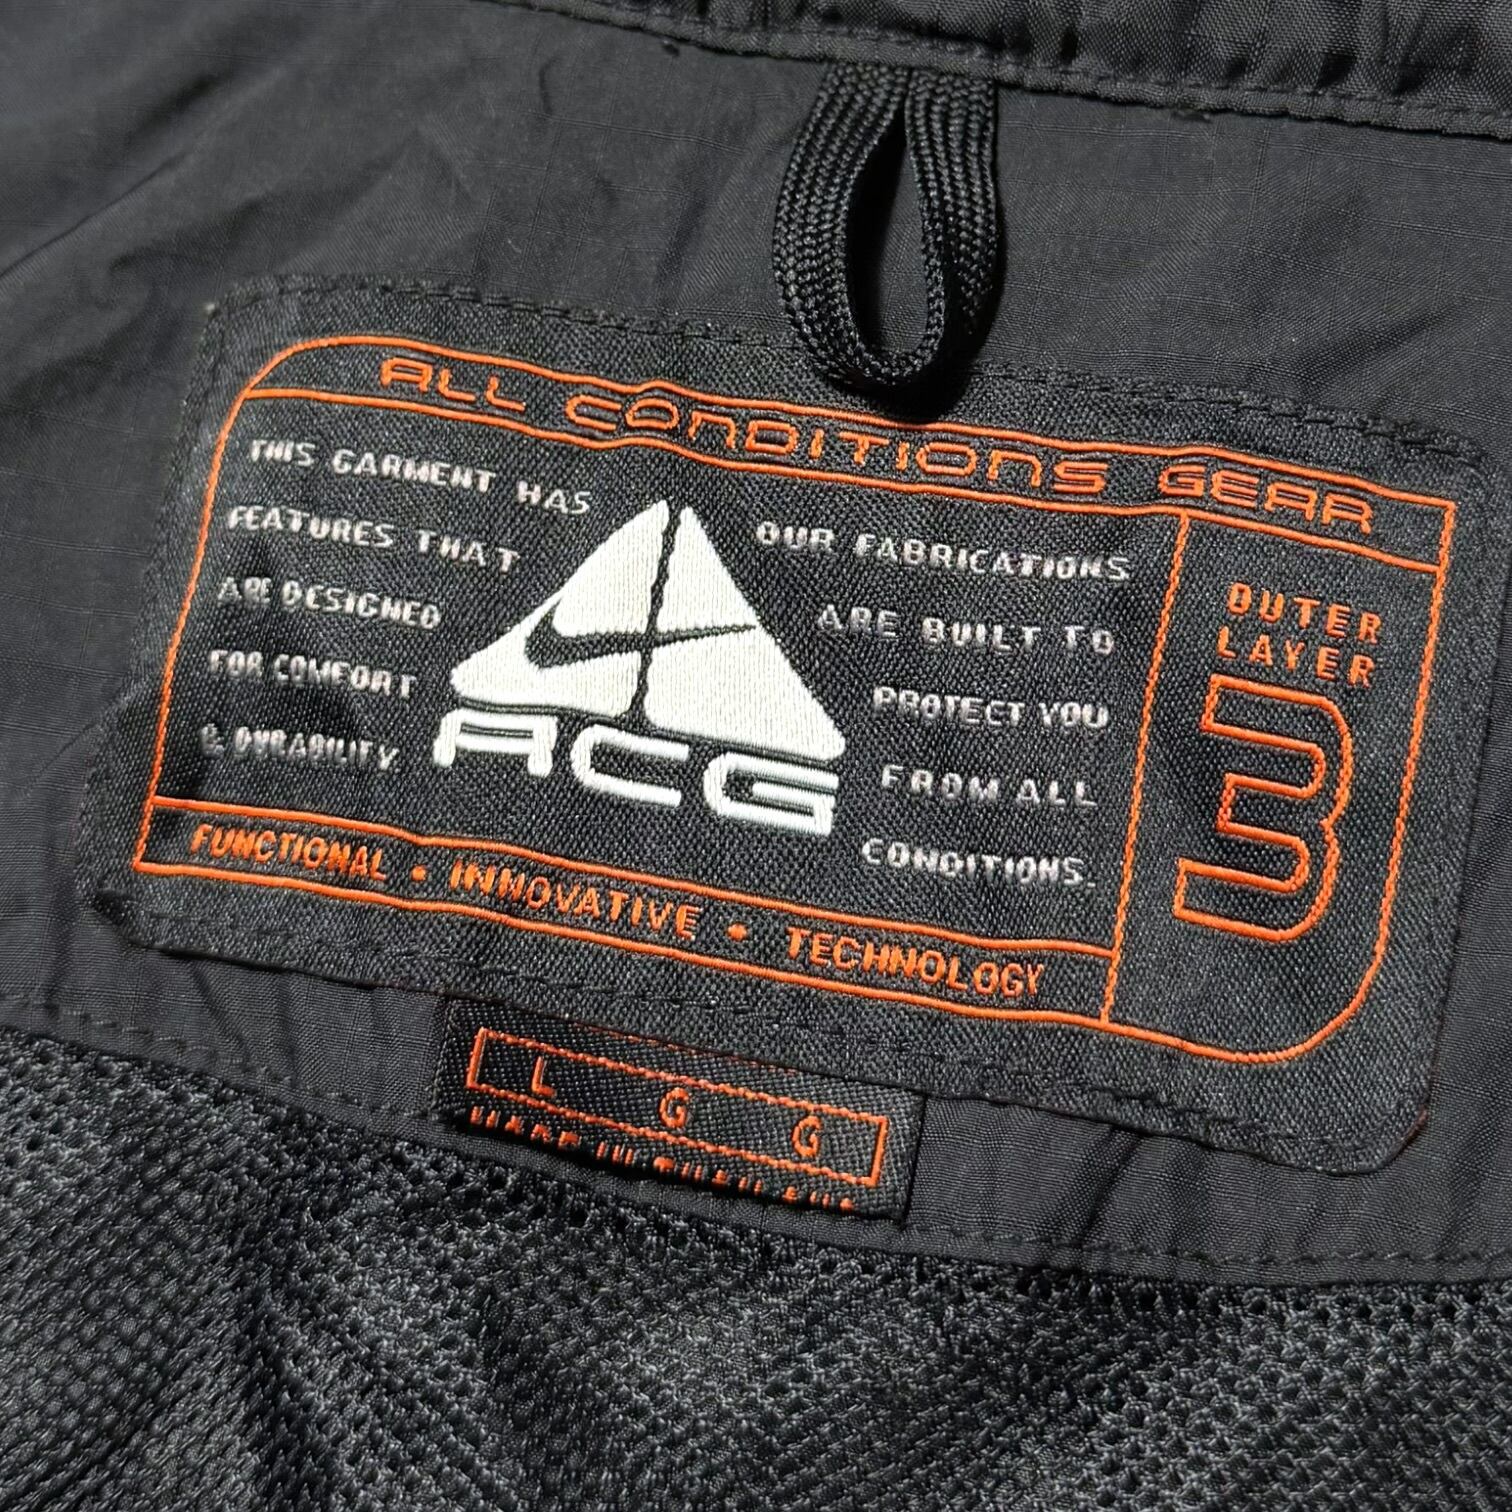 ALL CONDITIONS GEAR
THIS GARMENT HAS
FEATURES THAT
ARE DESIGNED
FOR COMFORT
& DURABILITY
ACG
OUR FABRICATIONS
ARE BUILT TO
PROTECT YOU
FROM ALL
CONDITIONS.
OUTER
LAYER
3
FUNCTIONAL • INNOVATIVE • TECHNOLOGY
L G G